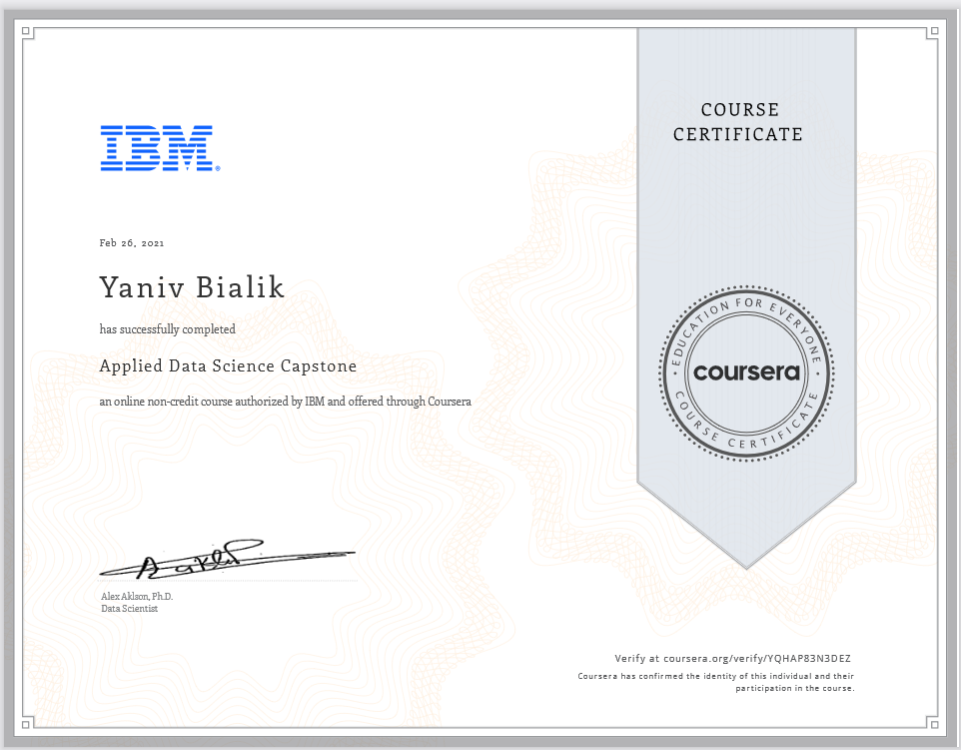 IBM®
Feb 26, 2021
Yaniv Bialik
has successfully completed
Applied Data Science Capstone
an online non-credit course authorized by IBM and offered through Coursera
Alex Aklson, Ph.D.
Data Scientist
COURSE
CERTIFICATE
EDUCATION FOR EVERYONE
coursera
COURSE CERTIFICATE
Verify at coursera.org/verify/YQHAP83N3DEZ
Coursera has confirmed the identity of this individual and their
participation in the course.